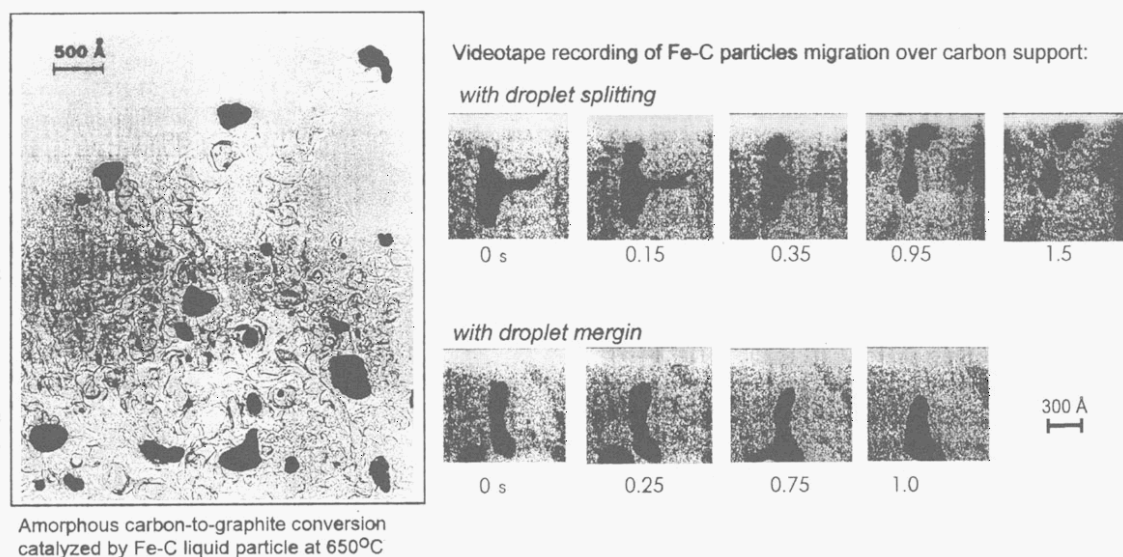 500 Å
Amorphous carbon-to-graphite conversion
catalyzed by Fe-C liquid particle at 650ºC
Videotape recording of Fe-C particles migration over carbon support:
with droplet splitting
0 s 0.15 0.35 0.95 1.5
with droplet mergin
0 s 0.25 0.75 1.0
300 Å